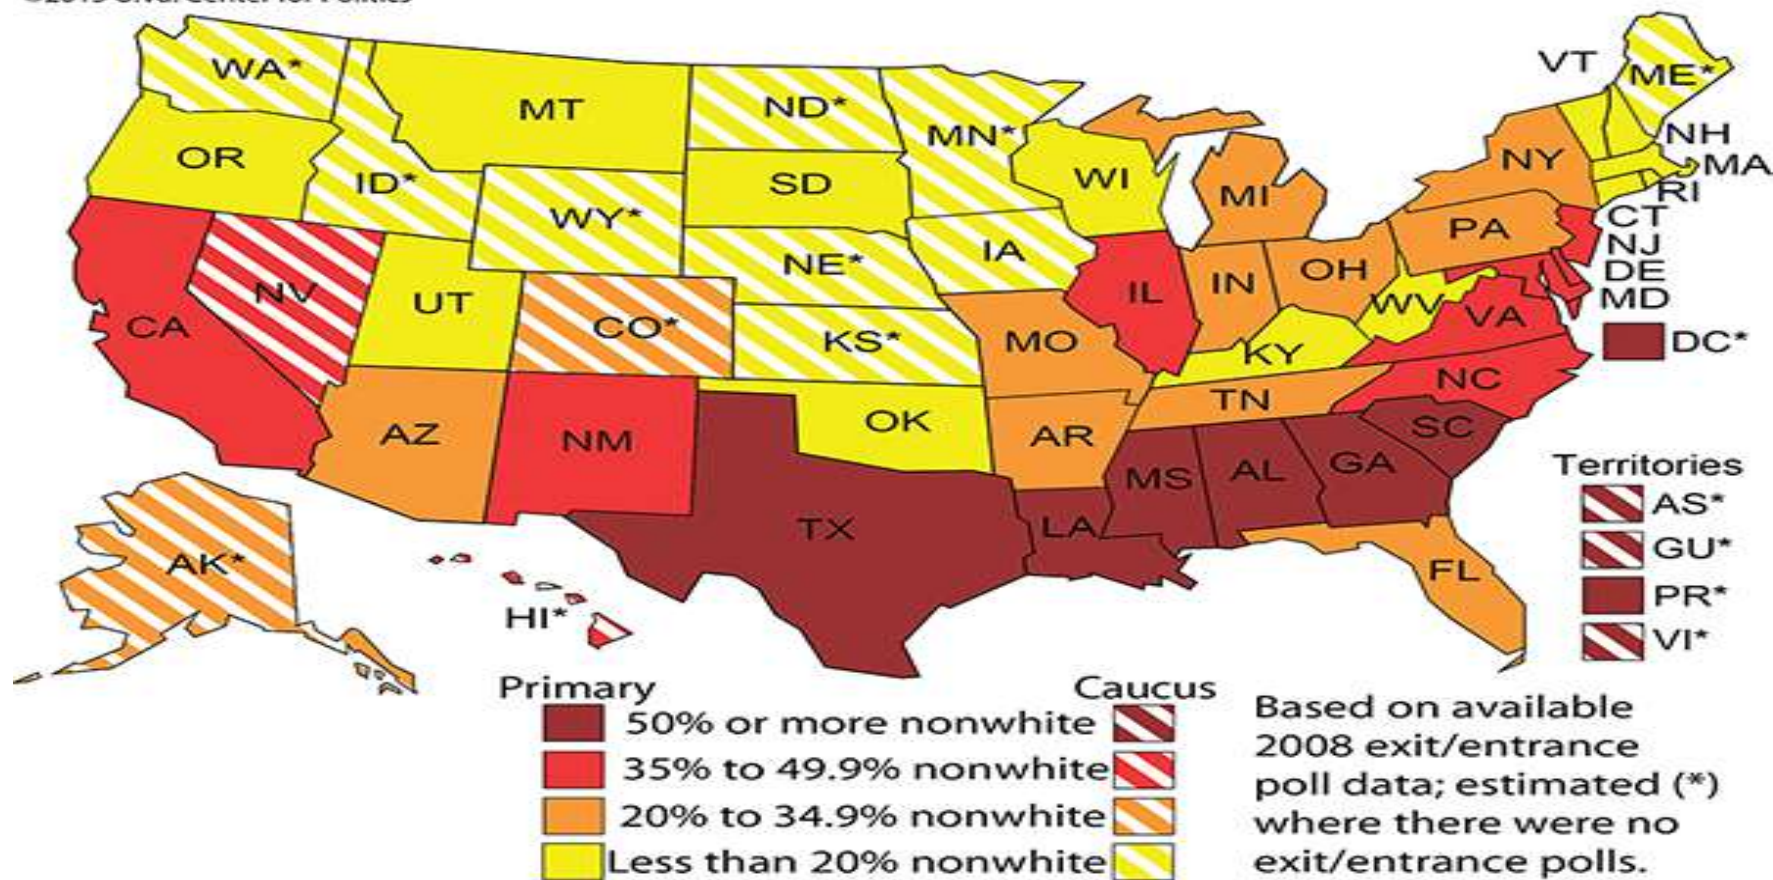 WA*
MT
ND*
MN*
VT
ME*
OR
ID*
WY*
SD
WI
MI
NY
NH
MA
RI
CT
NJ
DE
MD
DC*
NV
UT
CO*
NE*
IA
KS*
CA
IL
IN
OH
PA
WV
VA
MO
KY
NC
TN
AZ
NM
OK
AR
SC
MS
AL
GA
TX
LA
FL
AK*
HI*
Territories
AS*
GU*
PR*
VI*
Primary
Caucus
50% or more nonwhite
35% to 49.9% nonwhite
20% to 34.9% nonwhite
Less than 20% nonwhite
Based on available
2008 exit/entrance
poll data; estimated (*)
where there were no
exit/entrance polls.